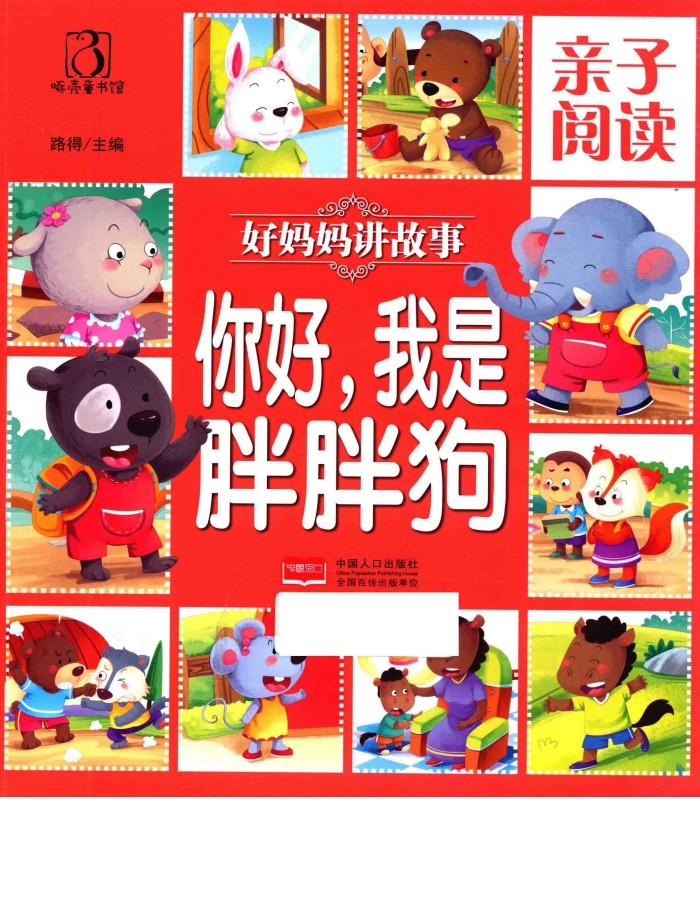 啄壳童书馆
路得/主编
亲子
阅读
好妈妈讲故事
你好，我是
胖胖狗
中国人口出版社
China Population Publishing House
全国百佳出版单位